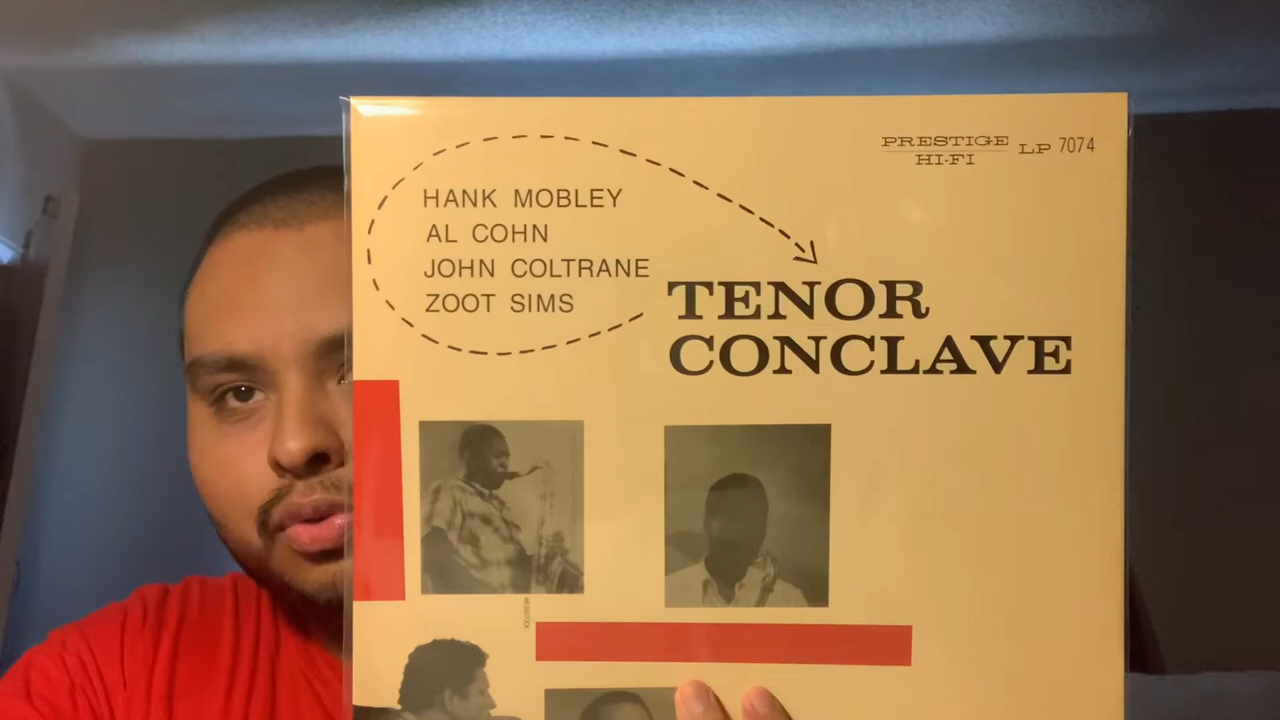 PRESTIGE
HI-FI
LP 7074
HANK MOBLEY
AL COHN
JOHN COLTRANE
ZOOT SIMS
TENOR
CONCLAVE